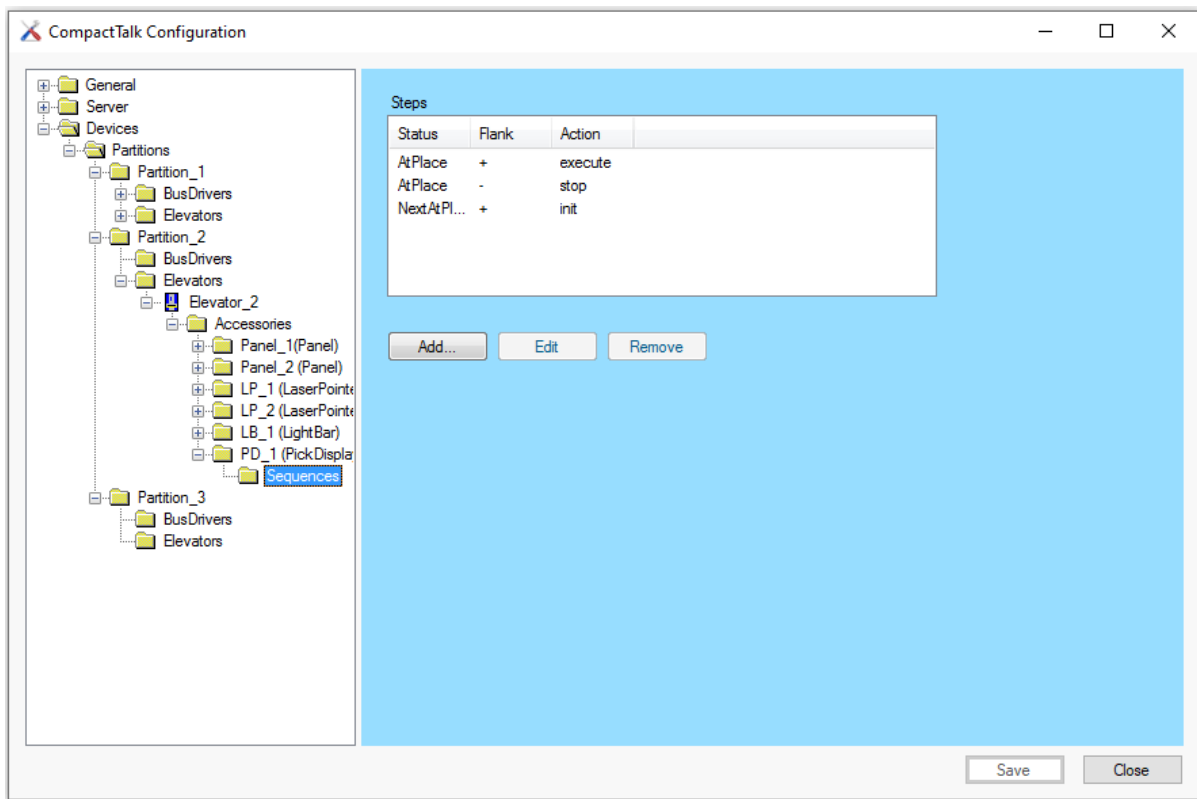 CompactTalk Configuration
General
Server
Devices
Partitions
Partition_1
BusDrivers
Elevators
Partition_2
BusDrivers
Elevators
Elevator_2
Accessories
Panel_1(Panel)
Panel_2 (Panel)
LP_1 (LaserPointe
LP_2 (LaserPointe
LB_1 (LightBar)
PD_1 (PickDispla
Sequences
Partition_3
BusDrivers
Elevators
Steps
Status Flank Action
AtPlace + execute
AtPlace - stop
NextAtPl... + init
Add... Edit Remove
Save Close